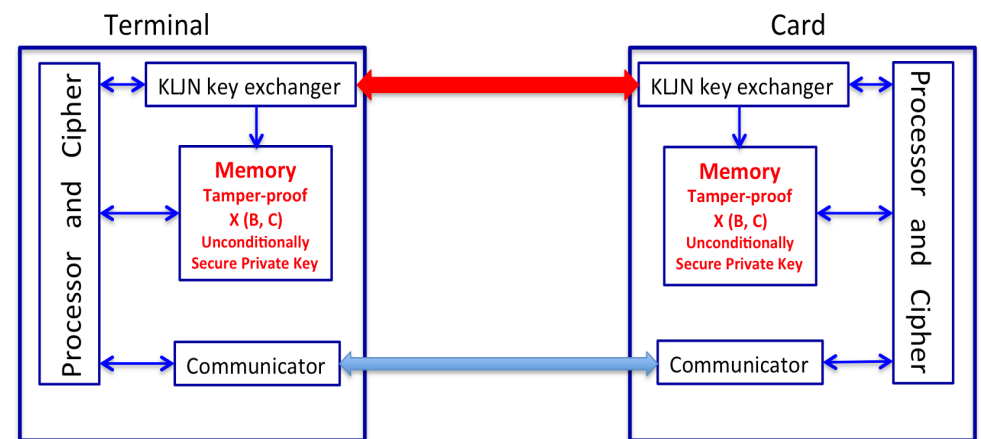 Terminal
Processor and Cipher
KLJN key exchanger
Memory
Tamper-proof
X (B, C)
Unconditionally
Secure Private Key
Communicator
Card
KLJN key exchanger
Memory
Tamper-proof
X (B, C)
Unconditionally
Secure Private Key
Communicator
Processor and Cipher